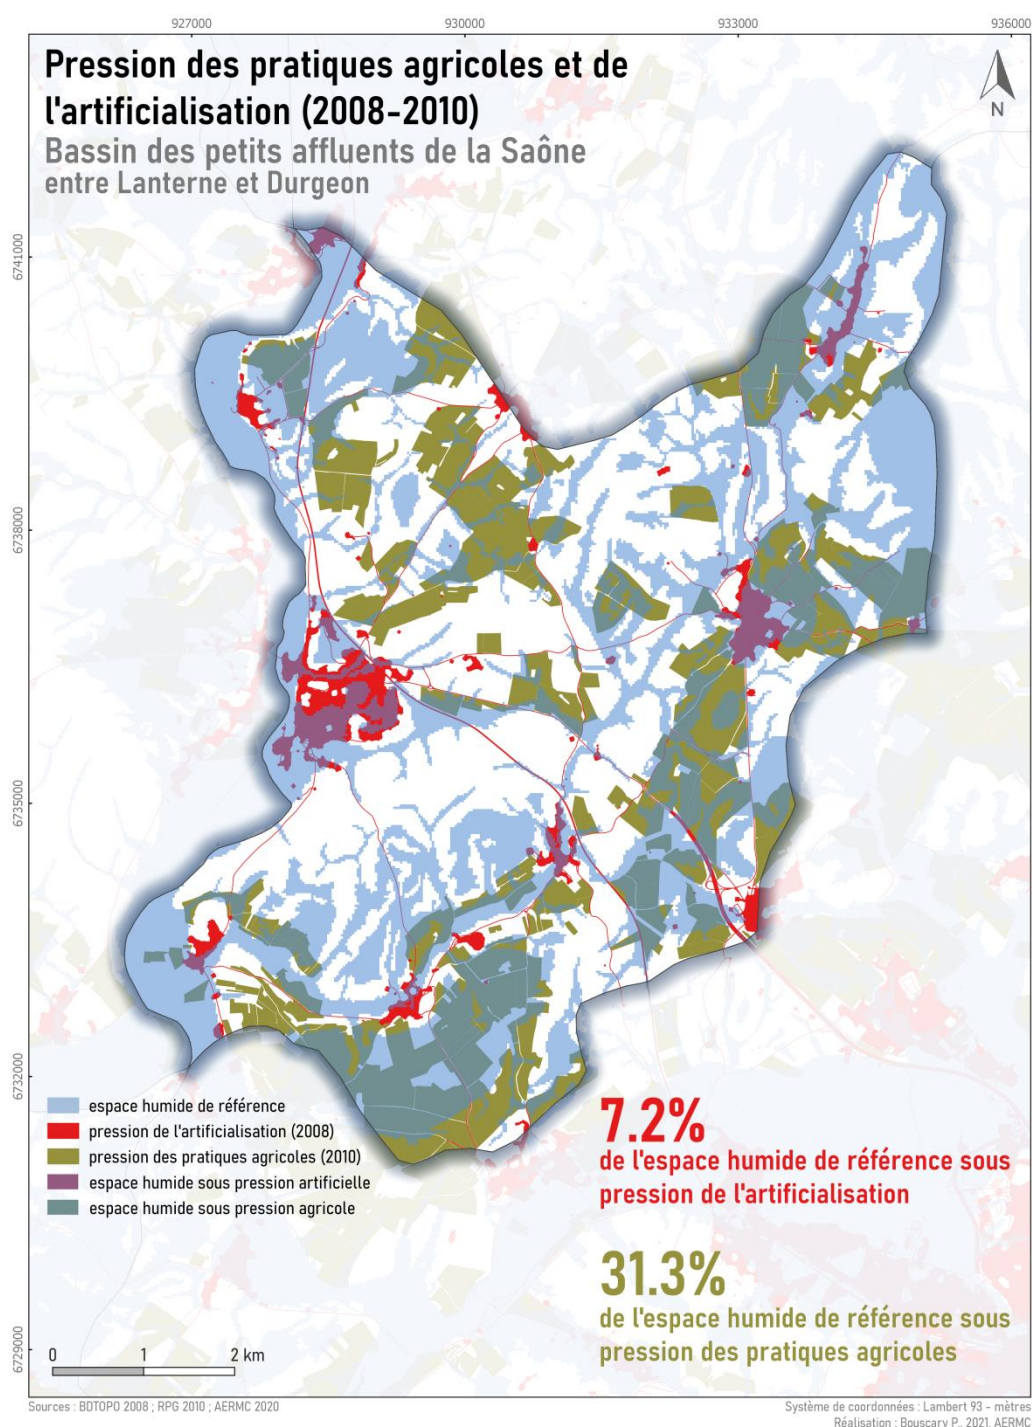 927000
930000
933000
936000
Pression des pratiques agricoles et de
l'artificialisation (2008-2010)
Bassin des petits affluents de la Saône
entre Lanterne et Durgeon
N
6741000
6738000
6735000
6732000
6729000
espace humide de référence
pression de l'artificialisation (2008)
pression des pratiques agricoles (2010)
espace humide sous pression artificielle
espace humide sous pression agricole
7.2%
de l'espace humide de référence sous
pression de l'artificialisation
31.3%
de l'espace humide de référence sous
pression des pratiques agricoles
0 1 2 km
Sources : BDTOPO 2008 ; RPG 2010 ; AERMC 2020
Système de coordonnées : Lambert 93 - mètres
Réalisation : Bouscary P., 2021, AERMC